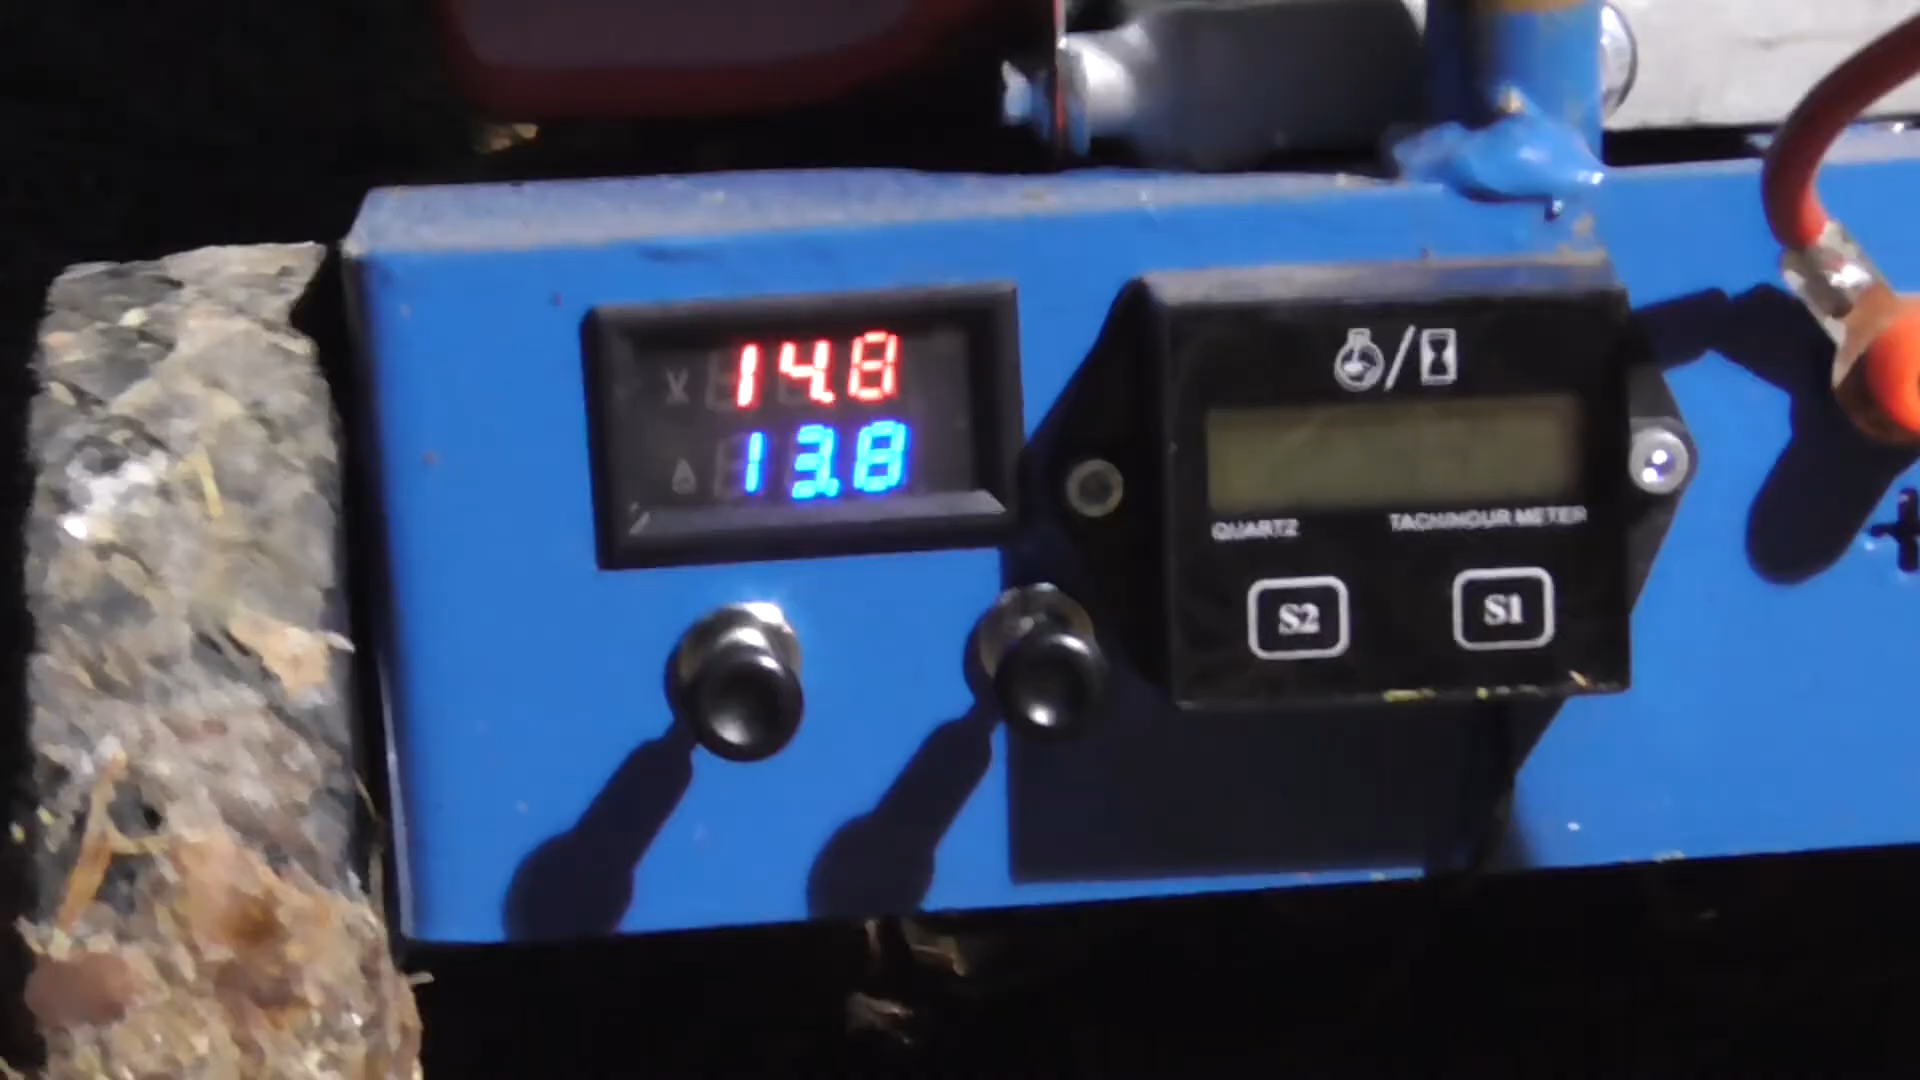 V 14.8
A 13.8
QUARTZ TACH/HOUR METER
S2 S1
+